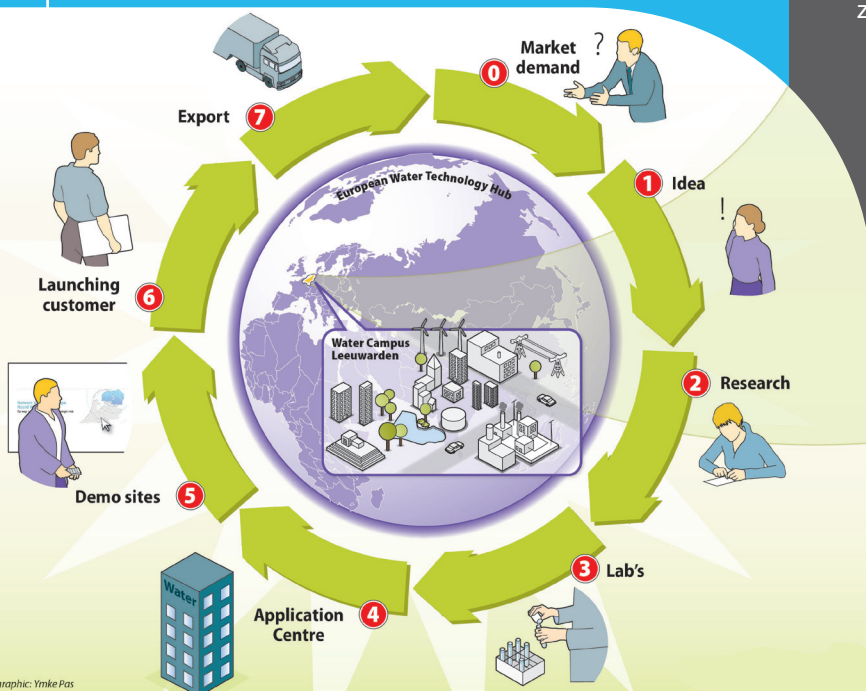 Z
Market
demand
?
0
1
Idea
!
2
Research
3
Lab's
4
Application
Centre
Water
5
Demo sites
6
Launching
customer
7
Export
European Water Technology Hub
Water Campus
Leeuwarden
raphic: Ymke Pas